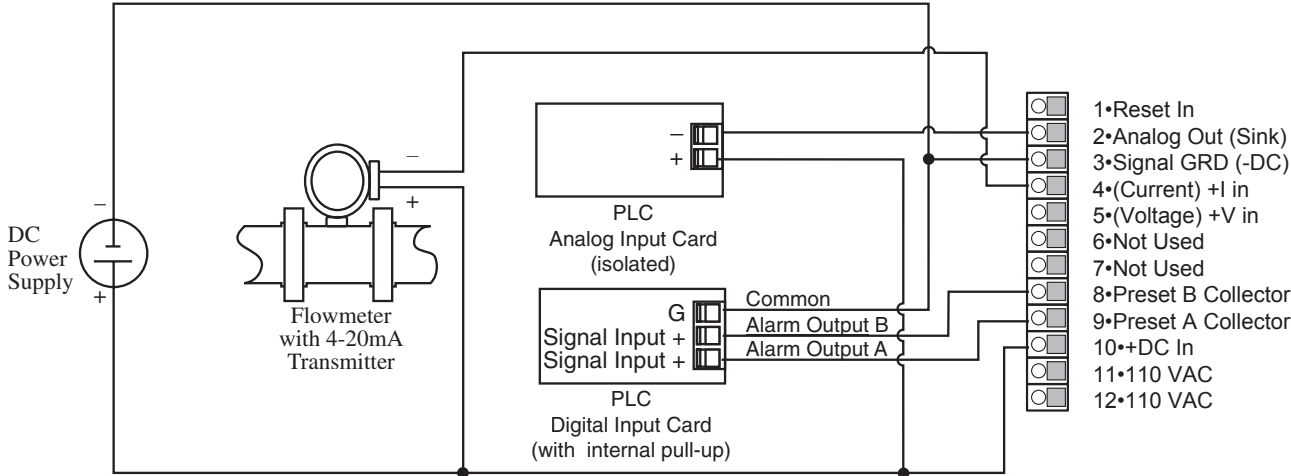 –
DC
Power
Supply
+
–
+
Flowmeter
with 4-20mA
Transmitter
–
+
PLC
Analog Input Card
(isolated)
G
Signal Input +
Signal Input +
Common
Alarm Output B
Alarm Output A
PLC
Digital Input Card
(with internal pull-up)
1•Reset In
2•Analog Out (Sink)
3•Signal GRD (-DC)
4•(Current) +I in
5•(Voltage) +V in
6•Not Used
7•Not Used
8•Preset B Collector
9•Preset A Collector
10•+DC In
11•110 VAC
12•110 VAC